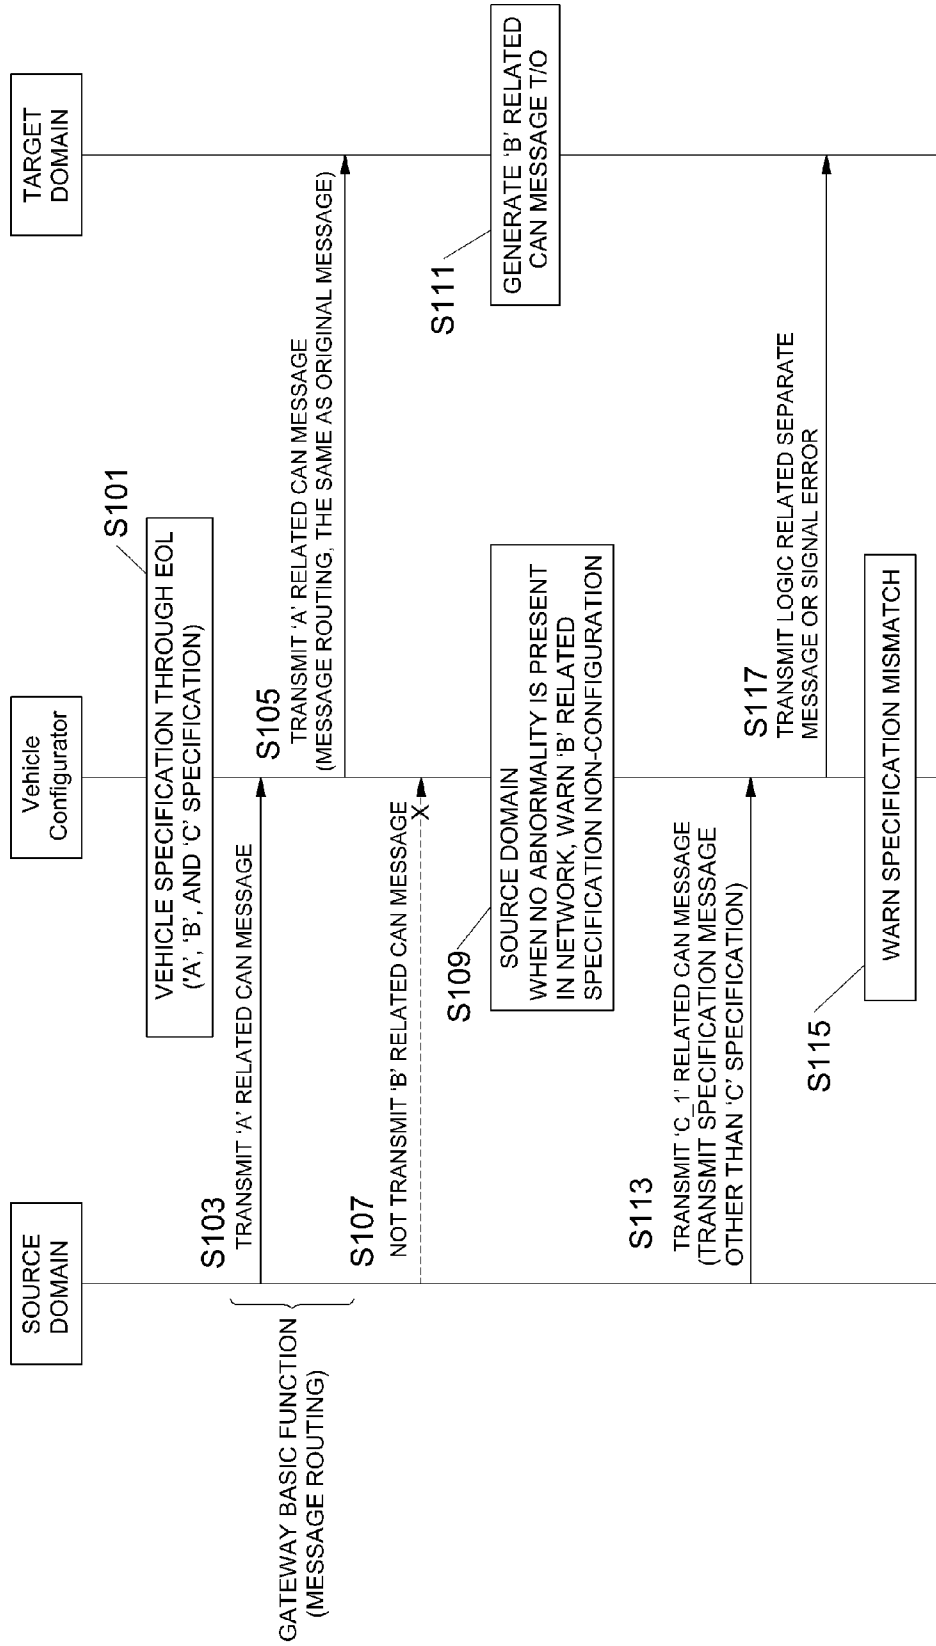 SOURCE
DOMAIN
Vehicle
Configurator
TARGET
DOMAIN
S101
VEHICLE SPECIFICATION THROUGH EOL
('A', 'B', AND 'C' SPECIFICATION)
GATEWAY BASIC FUNCTION
(MESSAGE ROUTING)
S103
TRANSMIT 'A' RELATED CAN MESSAGE
S105
TRANSMIT 'A' RELATED CAN MESSAGE
(MESSAGE ROUTING, THE SAME AS ORIGINAL MESSAGE)
S107
NOT TRANSMIT 'B' RELATED CAN MESSAGE
X
S109
SOURCE DOMAIN
WHEN NO ABNORMALITY IS PRESENT
IN NETWORK, WARN 'B' RELATED
SPECIFICATION NON-CONFIGURATION
S111
GENERATE 'B' RELATED
CAN MESSAGE T/O
S113
TRANSMIT 'C_1' RELATED CAN MESSAGE
(TRANSMIT SPECIFICATION MESSAGE
OTHER THAN 'C' SPECIFICATION)
S117
TRANSMIT LOGIC RELATED SEPARATE
MESSAGE OR SIGNAL ERROR
S115
WARN SPECIFICATION MISMATCH